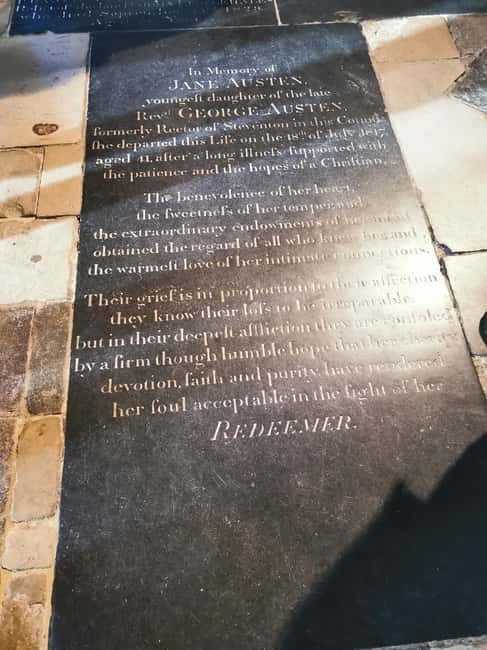 In Memory of
JANE AUSTEN,
youngeſt daughter of the late
Revd GEORGE AUSTEN,
formerly Rector of Steventon in this County
ſhe departed this Life on the 18th of July 1817,
aged 41, after a long illneſs ſupported with
the patience and the hopes of a Chriſtian.
The benevolence of her heart,
the ſweetneſs of her temper, and
the extraordinary endowments of her mind
obtained the regard of all who knew her and
the warmeſt love of her intimate connections.
Their grief is in proportion to their affection
they know their loſs to be irreparable,
but in their deepeſt affliction they are conſoled
by a firm though humble hope that her charity,
devotion, faith and purity have rendered
her ſoul acceptable in the ſight of her
REDEEMER.